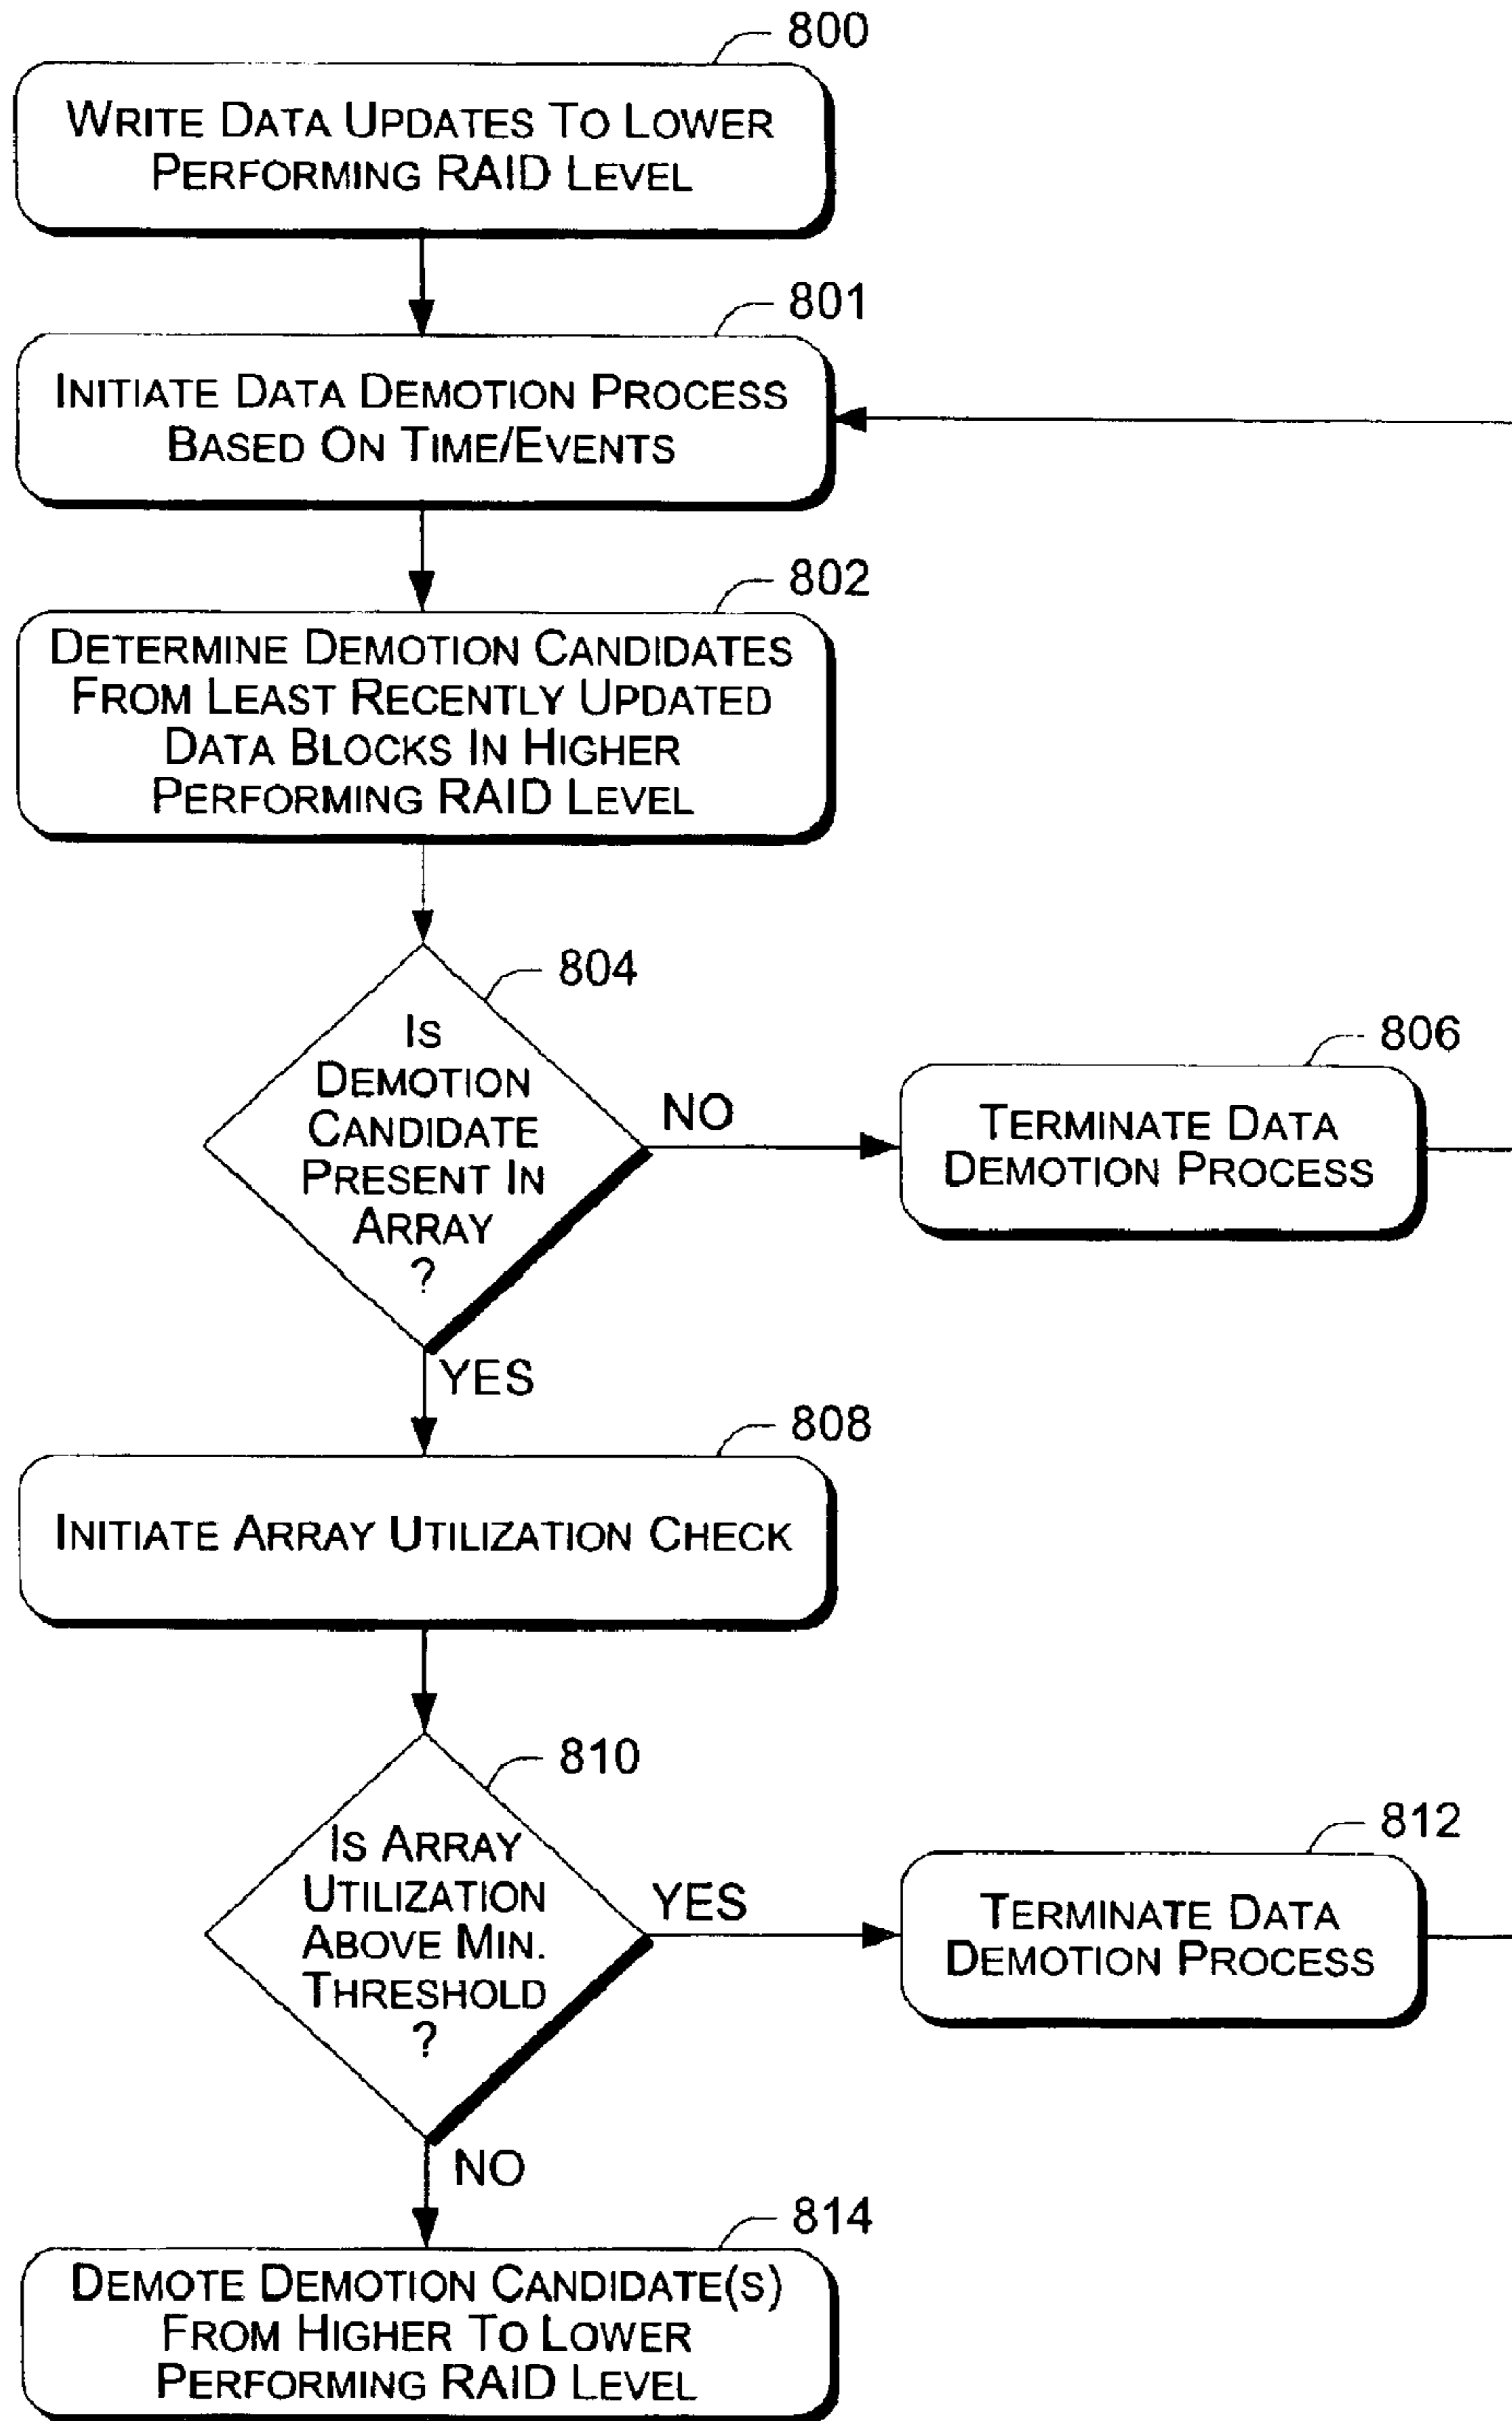 800
WRITE DATA UPDATES TO LOWER
PERFORMING RAID LEVEL
801
INITIATE DATA DEMOTION PROCESS
BASED ON TIME/EVENTS
802
DETERMINE DEMOTION CANDIDATES
FROM LEAST RECENTLY UPDATED
DATA BLOCKS IN HIGHER
PERFORMING RAID LEVEL
804
IS
DEMOTION
CANDIDATE
PRESENT IN
ARRAY
?
NO
806
TERMINATE DATA
DEMOTION PROCESS
YES
808
INITIATE ARRAY UTILIZATION CHECK
810
IS ARRAY
UTILIZATION
ABOVE MIN.
THRESHOLD
?
YES
812
TERMINATE DATA
DEMOTION PROCESS
NO
814
DEMOTE DEMOTION CANDIDATE(S)
FROM HIGHER TO LOWER
PERFORMING RAID LEVEL